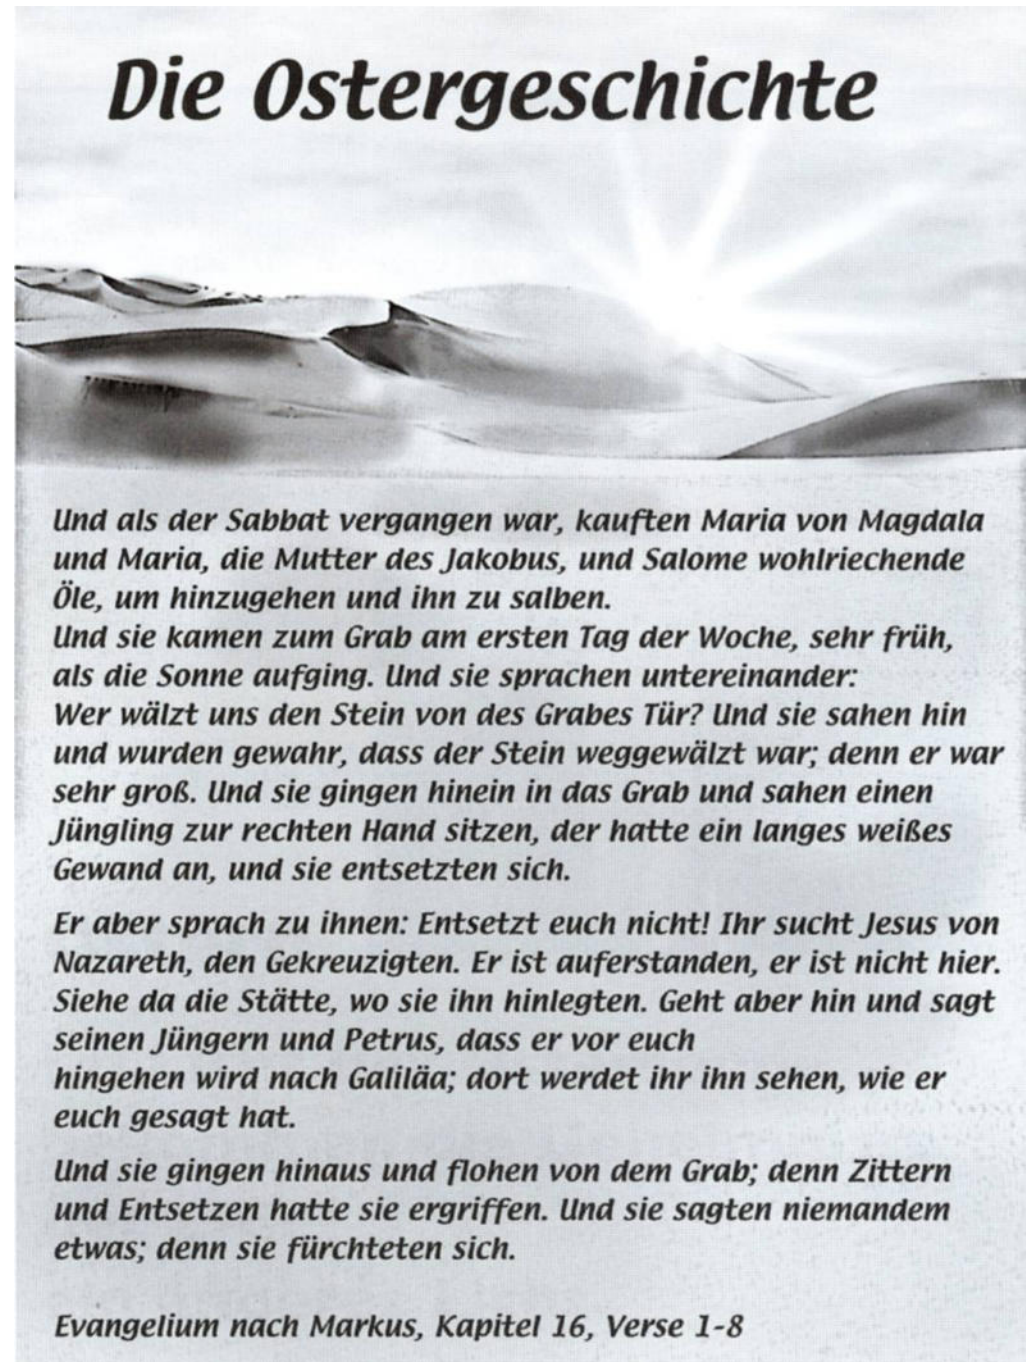 Die Ostergeschichte
Und als der Sabbat vergangen war, kauften Maria von Magdala
und Maria, die Mutter des Jakobus, und Salome wohlriechende
Öle, um hinzugehen und ihn zu salben.
Und sie kamen zum Grab am ersten Tag der Woche, sehr früh,
als die Sonne aufging. Und sie sprachen untereinander:
Wer wälzt uns den Stein von des Grabes Tür? Und sie sahen hin
und wurden gewahr, dass der Stein weggewälzt war; denn er war
sehr groß. Und sie gingen hinein in das Grab und sahen einen
Jüngling zur rechten Hand sitzen, der hatte ein langes weißes
Gewand an, und sie entsetzten sich.
Er aber sprach zu ihnen: Entsetzt euch nicht! Ihr sucht Jesus von
Nazareth, den Gekreuzigten. Er ist auferstanden, er ist nicht hier.
Siehe da die Stätte, wo sie ihn hinlegten. Geht aber hin und sagt
seinen Jüngern und Petrus, dass er vor euch
hingehen wird nach Galiläa; dort werdet ihr ihn sehen, wie er
euch gesagt hat.
Und sie gingen hinaus und flohen von dem Grab; denn Zittern
und Entsetzen hatte sie ergriffen. Und sie sagten niemandem
etwas; denn sie fürchteten sich.
Evangelium nach Markus, Kapitel 16, Verse 1-8